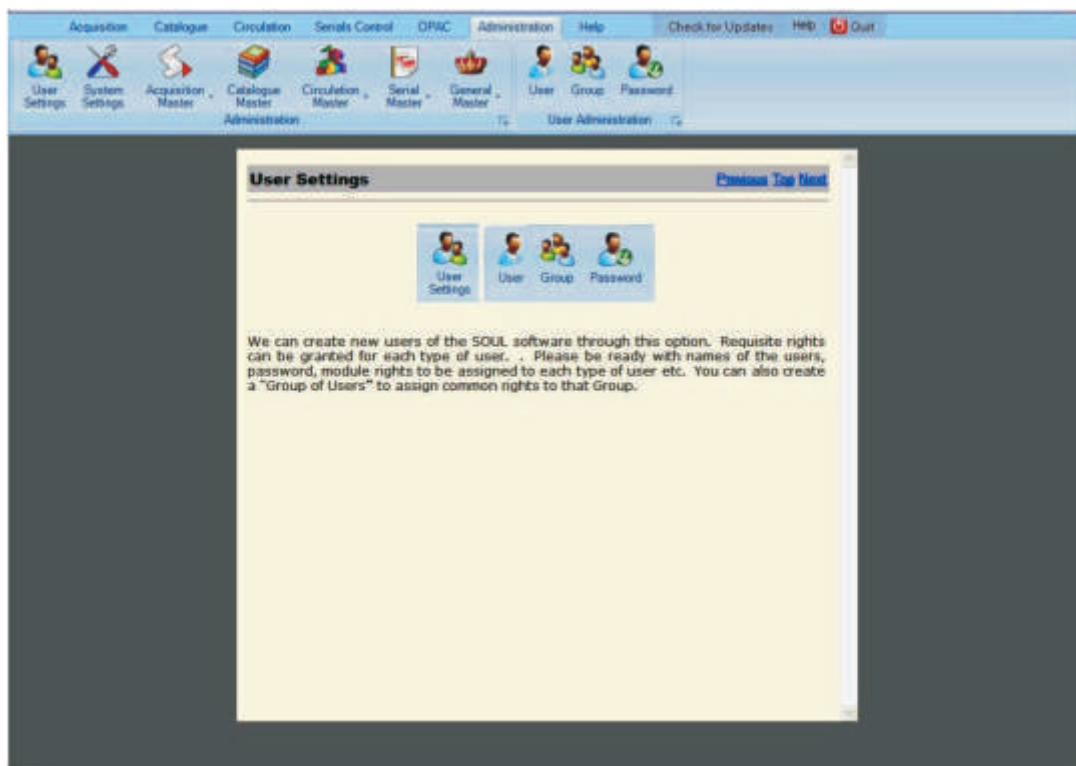 Acquisition Catalogue Circulation Serials Control OPAC Administration Help Check for Updates Help Quit
User Settings System Settings Acquisition Master Catalogue Master Circulation Master Serial Master General Master User Group Password
Administration User Administration
User Settings Previous Top Next
User Settings User Group Password
We can create new users of the SOUL software through this option. Requisite rights
can be granted for each type of user. . Please be ready with names of the users,
password, module rights to be assigned to each type of user etc. You can also create
a "Group of Users" to assign common rights to that Group.